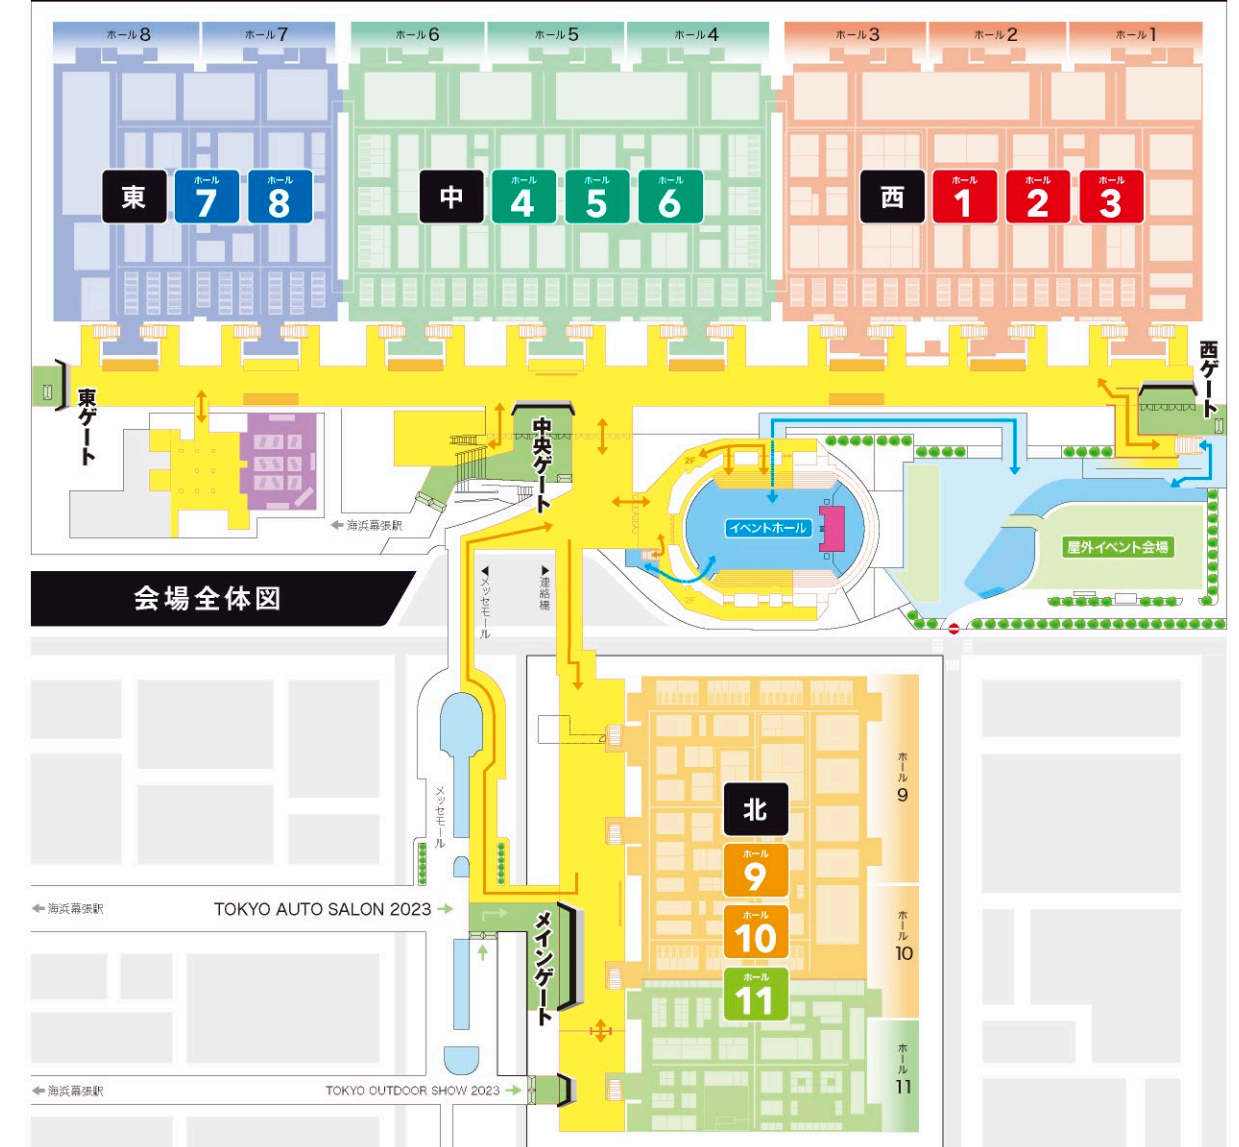 ホール8
ホール7
ホール6
ホール5
ホール4
ホール3
ホール2
ホール1
東
ホール
7
ホール
8
中
ホール
4
ホール
5
ホール
6
西
ホール
1
ホール
2
ホール
3
西ゲート
東ゲート
中央ゲート
2F
←海浜幕張駅
イベントホール
屋外イベント会場
会場全体図
◀メッセモール
▶連絡橋
2F
メッセモール
北
ホール
9
ホール
10
ホール
11
ホール9
ホール10
ホール11
←海浜幕張駅
TOKYO AUTO SALON 2023→
メインゲート
←海浜幕張駅
TOKYO OUTDOOR SHOW 2023→